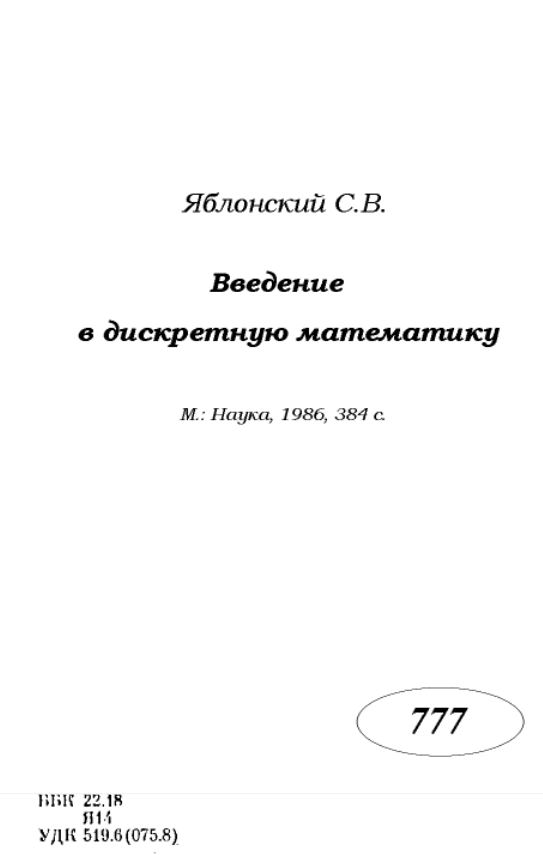 Яблонский С.В.
Введение
в дискретную математику
М.: Наука, 1986, 384 с.
777
ББК 22.18
Я14
УДК 519.6(075.8)